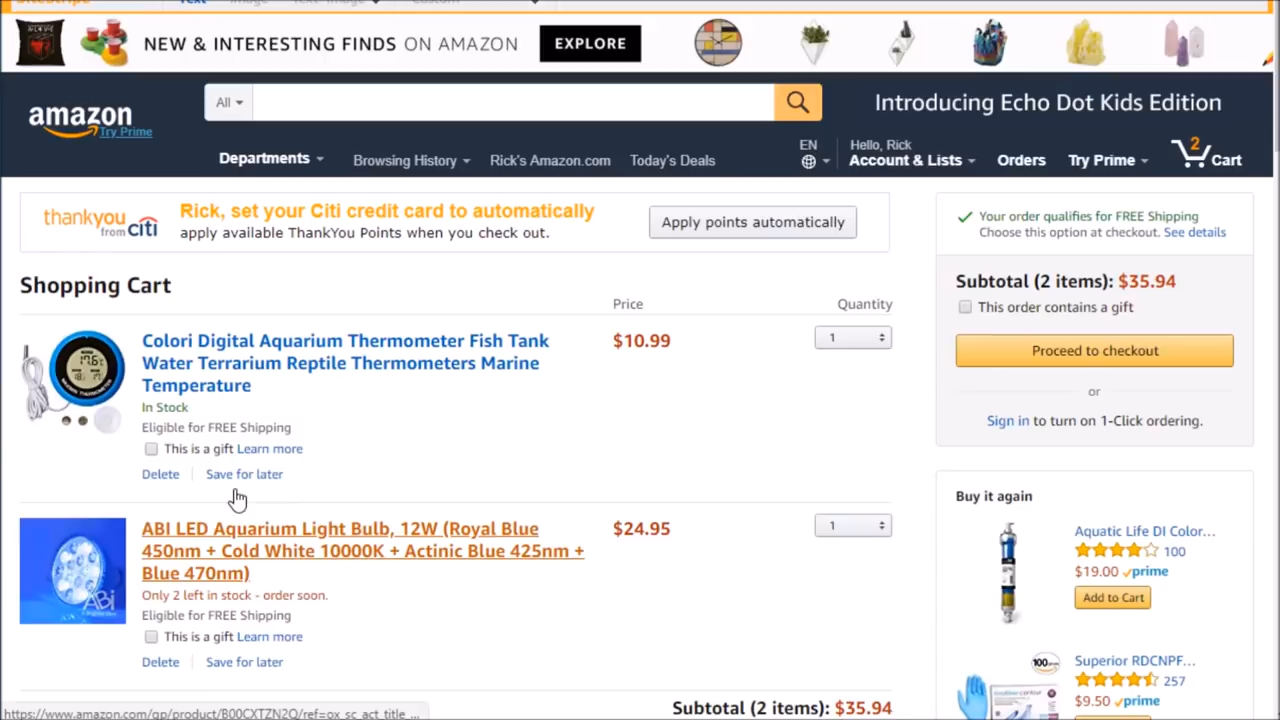 SiteStripe Text Image Text+Image Custom
NEW & INTERESTING FINDS ON AMAZON EXPLORE
amazon
Try Prime
All
Introducing Echo Dot Kids Edition
Departments Browsing History Rick's Amazon.com Today's Deals
EN
Hello, Rick
Account & Lists Orders Try Prime 2 Cart
thankyou
from citi
Rick, set your Citi credit card to automatically
apply available ThankYou Points when you check out.
Apply points automatically
Your order qualifies for FREE Shipping
Choose this option at checkout. See details
Subtotal (2 items): $35.94
This order contains a gift
Proceed to checkout
or
Sign in to turn on 1-Click ordering.
Shopping Cart
Price Quantity
Colori Digital Aquarium Thermometer Fish Tank
Water Terrarium Reptile Thermometers Marine
Temperature
$10.99 1
In Stock
Eligible for FREE Shipping
This is a gift Learn more
Delete Save for later
ABI LED Aquarium Light Bulb, 12W (Royal Blue
450nm + Cold White 10000K + Actinic Blue 425nm +
Blue 470nm)
$24.95 1
Only 2 left in stock - order soon.
Eligible for FREE Shipping
This is a gift Learn more
Delete Save for later
ABi
Subtotal (2 items): $35.94
Buy it again
Aquatic Life DI Color...
100
$19.00 prime
Add to Cart
Superior RDCNPF...
257
$9.50 prime
100
https://www.amazon.com/gp/product/B00CXTZN2Q/ref=ox_sc_act_title_...